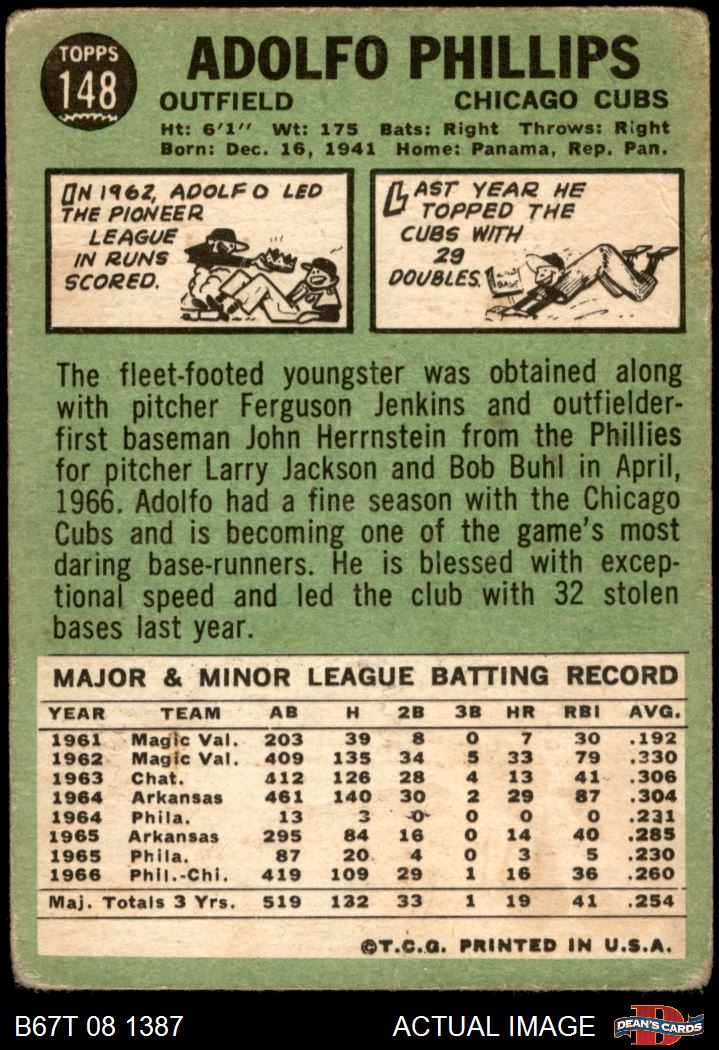 TOPPS
148
ADOLFO PHILLIPS
OUTFIELD CHICAGO CUBS
Ht: 6'1" Wt: 175 Bats: Right Throws: Right
Born: Dec. 16, 1941 Home: Panama, Rep. Pan.
IN 1962, ADOLFO LED
THE PIONEER
LEAGUE
IN RUNS
SCORED.
LAST YEAR HE
TOPPED THE
CUBS WITH
29
DOUBLES.
The fleet-footed youngster was obtained along
with pitcher Ferguson Jenkins and outfielder-
first baseman John Herrnstein from the Phillies
for pitcher Larry Jackson and Bob Buhl in April,
1966. Adolfo had a fine season with the Chicago
Cubs and is becoming one of the game's most
daring base-runners. He is blessed with excep-
tional speed and led the club with 32 stolen
bases last year.
MAJOR & MINOR LEAGUE BATTING RECORD
YEAR TEAM AB H 2B 3B HR RBI AVG.
1961 Magic Val. 203 39 8 0 7 30 .192
1962 Magic Val. 409 135 34 5 33 79 .330
1963 Chat. 412 126 28 4 13 41 .306
1964 Arkansas 461 140 30 2 29 87 .304
1964 Phila. 13 3 0 0 0 0 .231
1965 Arkansas 295 84 16 0 14 40 .285
1965 Phila. 87 20 4 0 3 5 .230
1966 Phil.-Chi. 419 109 29 1 16 36 .260
Maj. Totals 3 Yrs. 519 132 33 1 19 41 .254
©T.C.G. PRINTED IN U.S.A.
B67T 08 1387 ACTUAL IMAGE DEAN'S CARDS